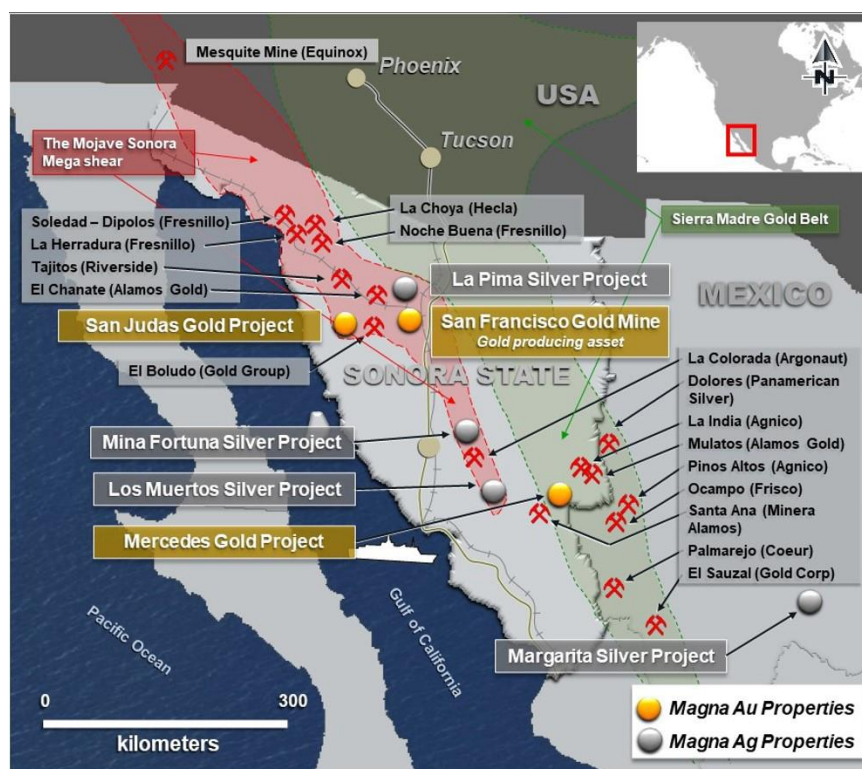 Mesquite Mine (Equinox)
Phoenix
USA
N
Tucson
The Mojave Sonora
Mega shear
La Choya (Hecla)
Soledad – Dipolos (Fresnillo)
Noche Buena (Fresnillo)
La Herradura (Fresnillo)
Tajitos (Riverside)
El Chanate (Alamos Gold)
Sierra Madre Gold Belt
La Pima Silver Project
MEXICO
San Judas Gold Project
San Francisco Gold Mine
Gold producing asset
El Boludo (Gold Group)
SONORA STATE
La Colorada (Argonaut)
Dolores (Panamerican
Silver)
La India (Agnico)
Mulatos (Alamos Gold)
Pinos Altos (Agnico)
Ocampo (Frisco)
Santa Ana (Minera
Alamos)
Palmarejo (Coeur)
El Sauzal (Gold Corp)
Mina Fortuna Silver Project
Los Muertos Silver Project
Mercedes Gold Project
Pacific Ocean
Gulf of California
Margarita Silver Project
0 300
kilometers
Magna Au Properties
Magna Ag Properties